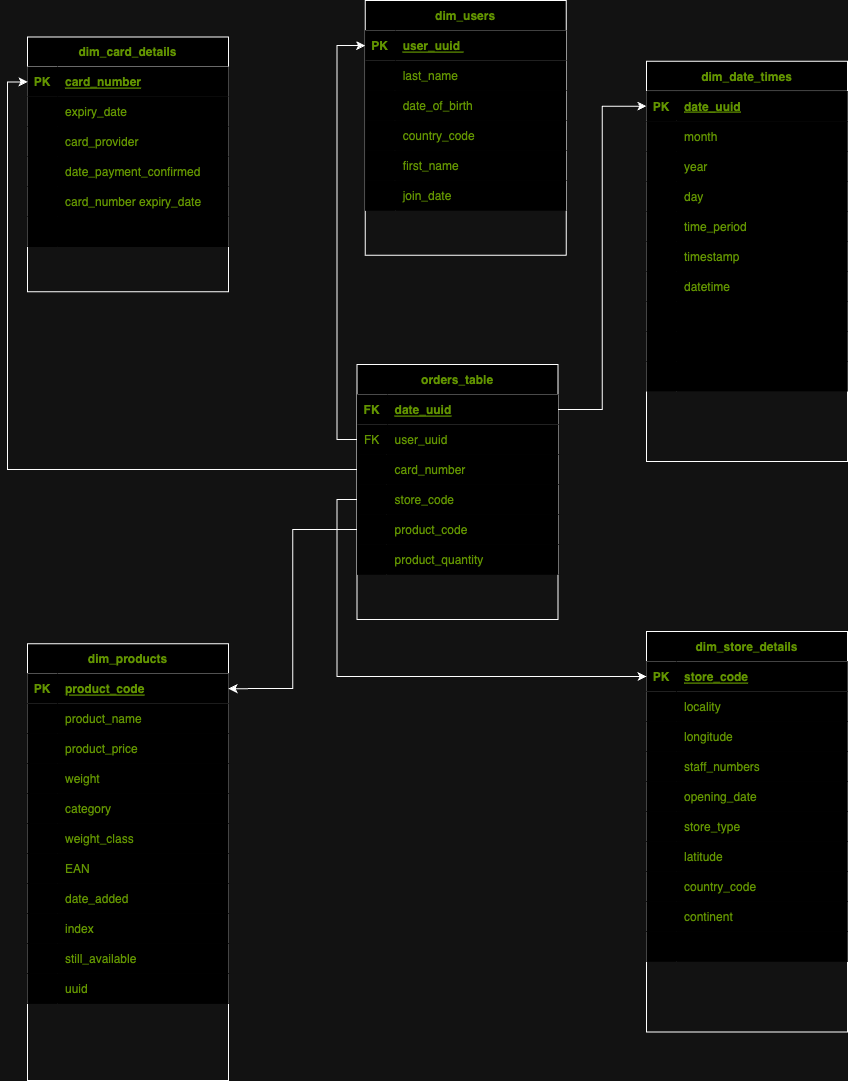 dim_users
PK user_uuid
last_name
date_of_birth
country_code
first_name
join_date
dim_card_details
PK card_number
expiry_date
card_provider
date_payment_confirmed
card_number expiry_date
dim_date_times
PK date_uuid
month
year
day
time_period
timestamp
datetime
orders_table
FK date_uuid
FK user_uuid
card_number
store_code
product_code
product_quantity
dim_products
PK product_code
product_name
product_price
weight
category
weight_class
EAN
date_added
index
still_available
uuid
dim_store_details
PK store_code
locality
longitude
staff_numbers
opening_date
store_type
latitude
country_code
continent